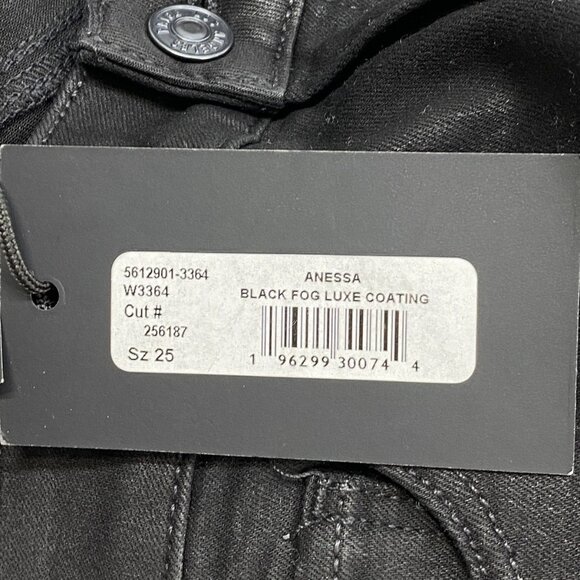 5612901-3364
W3364
Cut #
256187
Sz 25
ANESSA
BLACK FOG LUXE COATING
1 96299 30074 4